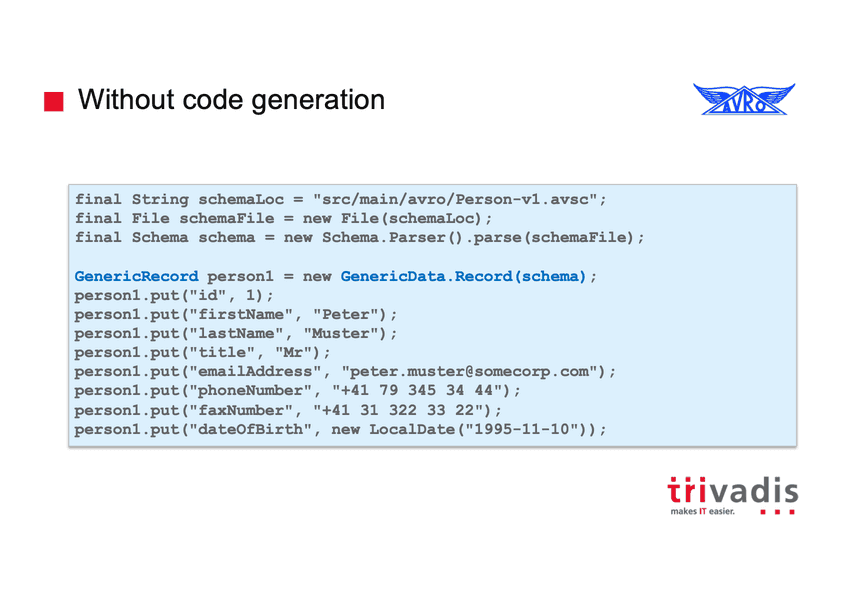 Without code generation
AVRO
final String schemaLoc = "src/main/avro/Person-v1.avsc";
final File schemaFile = new File(schemaLoc);
final Schema schema = new Schema.Parser().parse(schemaFile);
GenericRecord person1 = new GenericData.Record(schema);
person1.put("id", 1);
person1.put("firstName", "Peter");
person1.put("lastName", "Muster");
person1.put("title", "Mr");
person1.put("emailAddress", "peter.muster@somecorp.com");
person1.put("phoneNumber", "+41 79 345 34 44");
person1.put("faxNumber", "+41 31 322 33 22");
person1.put("dateOfBirth", new LocalDate("1995-11-10"));
trivadis
makes IT easier.